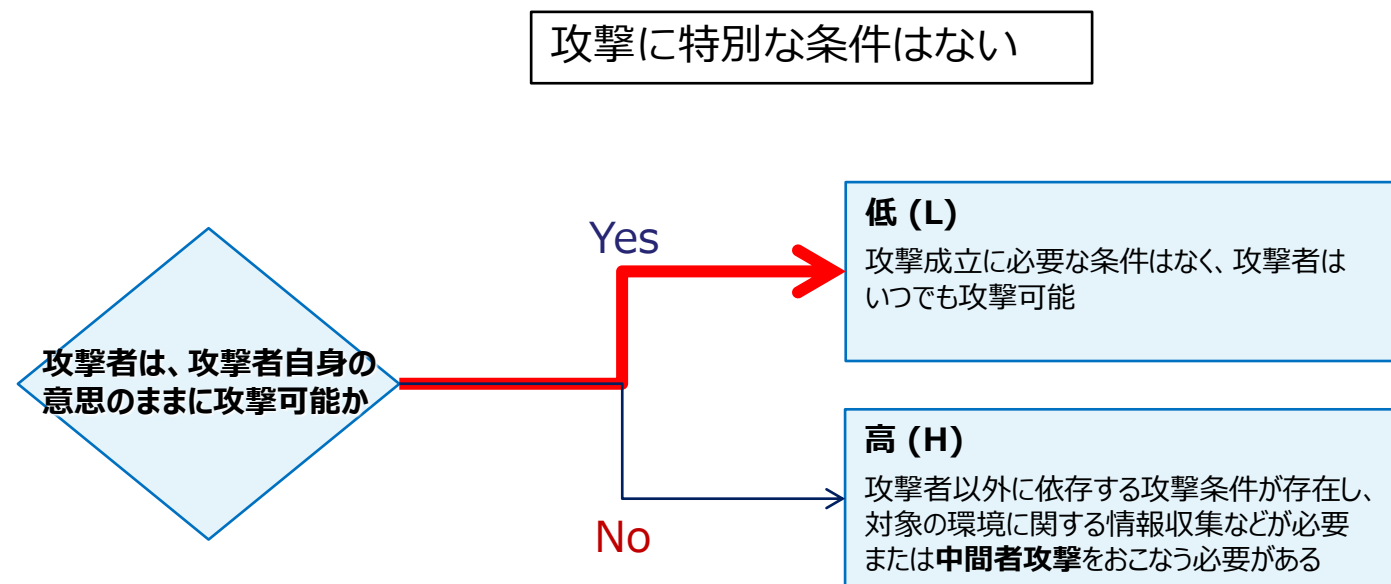 攻撃に特別な条件はない
Yes
低 (L)
攻撃成立に必要な条件はなく、攻撃者は
いつでも攻撃可能
攻撃者は、攻撃者自身の
意思のままに攻撃可能か
高 (H)
攻撃者以外に依存する攻撃条件が存在し、
対象の環境に関する情報収集などが必要
または中間者攻撃をおこなう必要がある
No